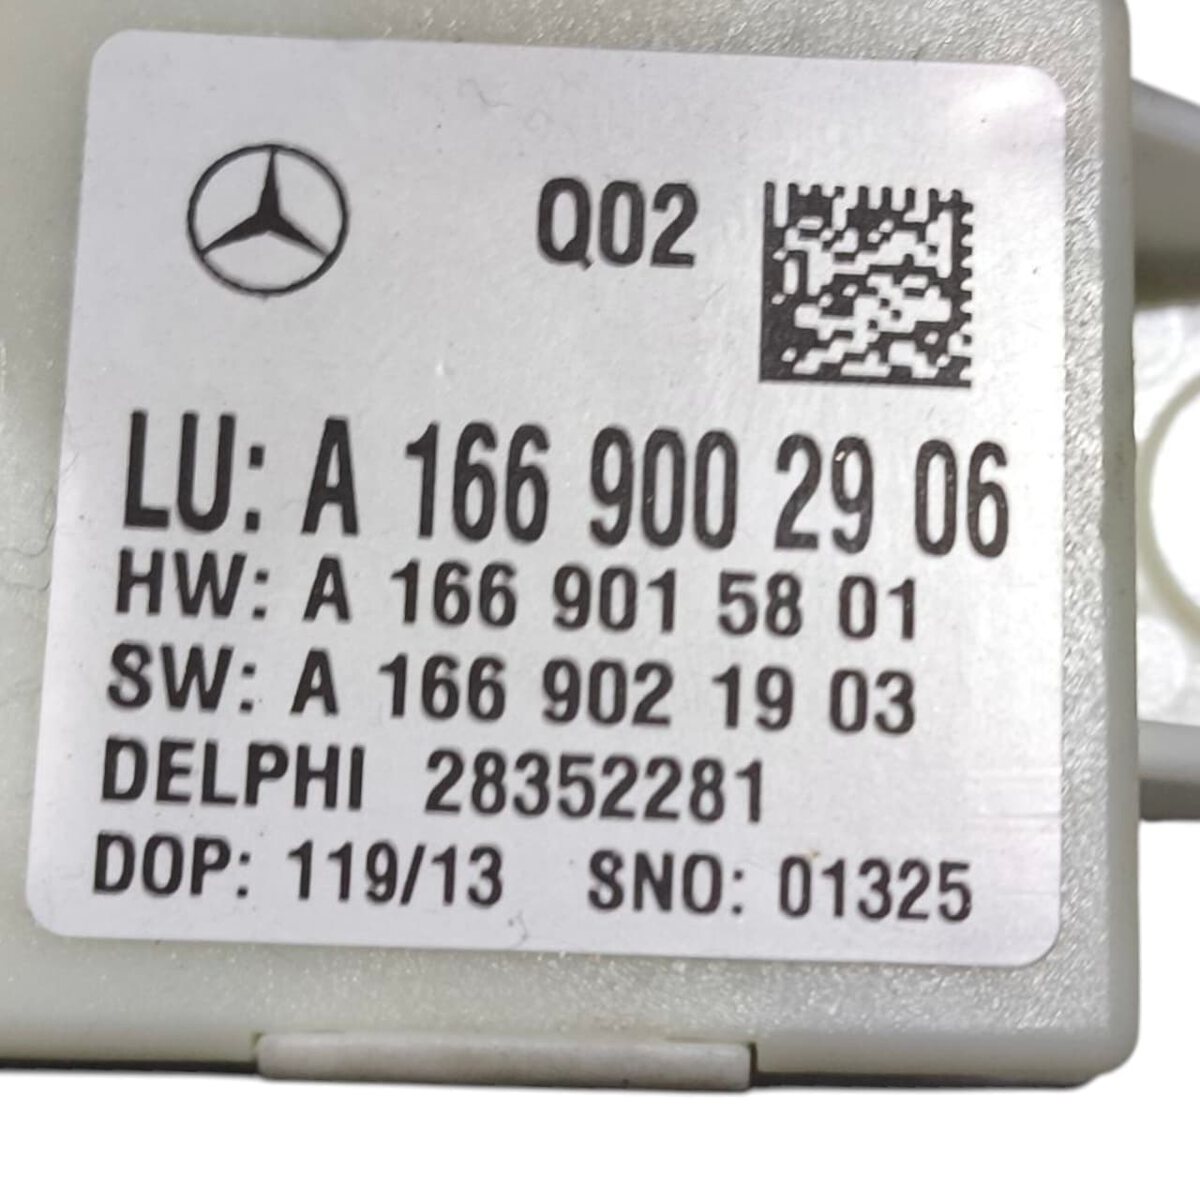 Q02
LU: A 166 900 29 06
HW: A 166 901 58 01
SW: A 166 902 19 03
DELPHI 28352281
DOP: 119/13 SNO: 01325